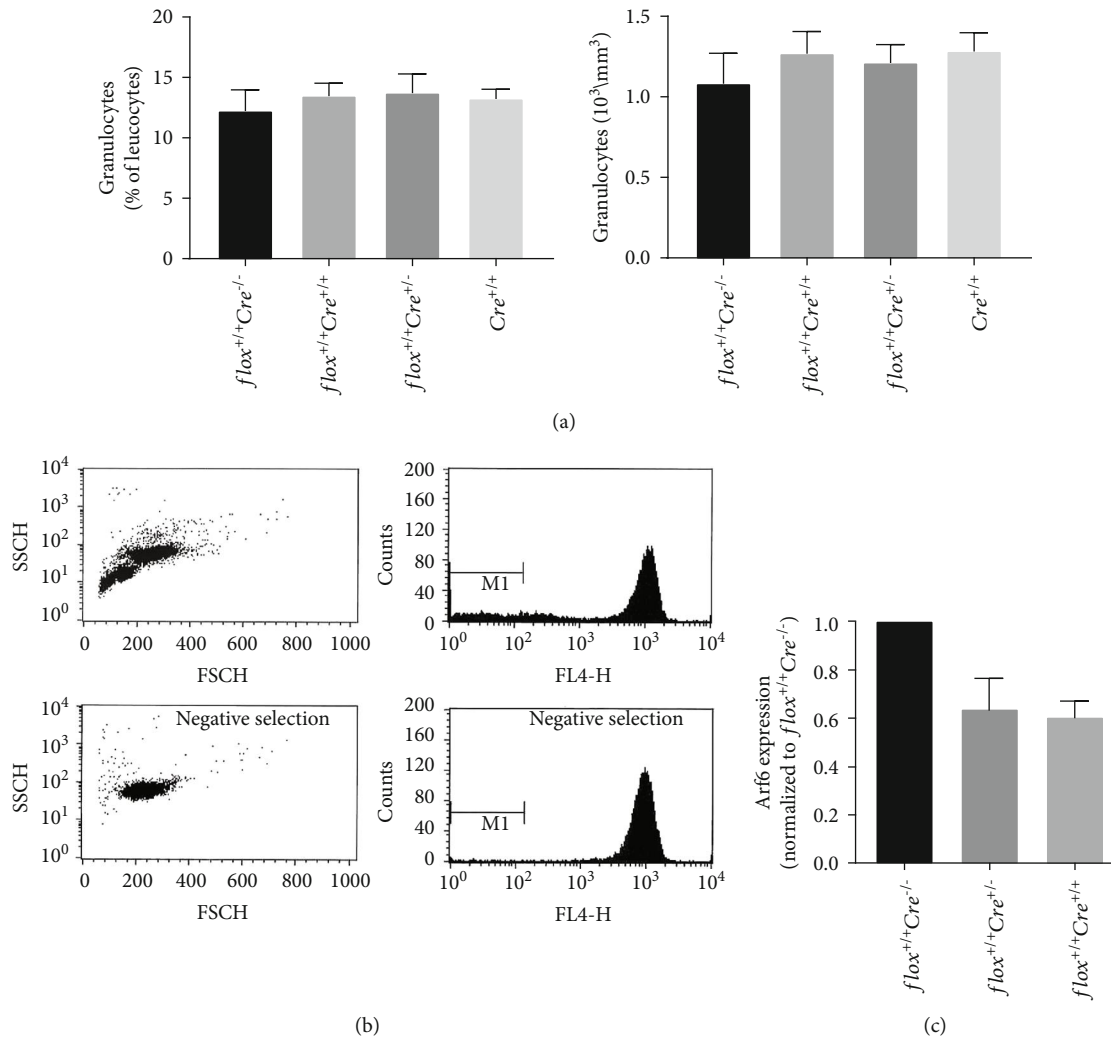 20
15
10
5
0
Granulocytes
(% of leucocytes)
flox+/+Cre-/-
flox+/+Cre+/+
flox+/+Cre+/-
Cre+/+
1.5
1.0
1.5
0.0
Granulocytes (10³\mm³)
flox+/+Cre-/-
flox+/+Cre+/+
flox+/+Cre+/-
Cre+/+
(a)
10⁴
10³
10²
10¹
10⁰
SSCH
0 200 400 600 800 1000
FSCH
200
160
120
80
40
0
Counts
M1
10⁰ 10² 10³ 10³ 10⁴
FL4-H
10⁴
10³
10²
10¹
10⁰
SSCH
Negative selection
0 200 400 600 800 1000
FSCH
200
160
120
80
40
0
Counts
Negative selection
M1
10⁰ 10² 10³ 10³ 10⁴
FL4-H
(b)
1.0
0.8
0.6
0.4
0.2
0.0
Arf6 expression
(normalized to flox+/+Cre-/-)
flox+/+Cre-/-
flox+/+Cre+/-
flox+/+Cre+/+
(c)